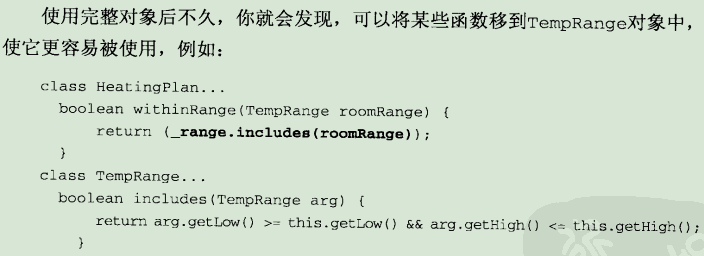 使用完整对象后不久，你就会发现，可以将某些函数移到TempRange对象中，
使它更容易被使用，例如：
class HeatingPlan...
boolean withinRange(TempRange roomRange) {
return (_range.includes(roomRange));
}
class TempRange...
boolean includes(TempRange arg) {
return arg.getLow() >= this.getLow() && arg.getHigh() <= this.getHigh();
}